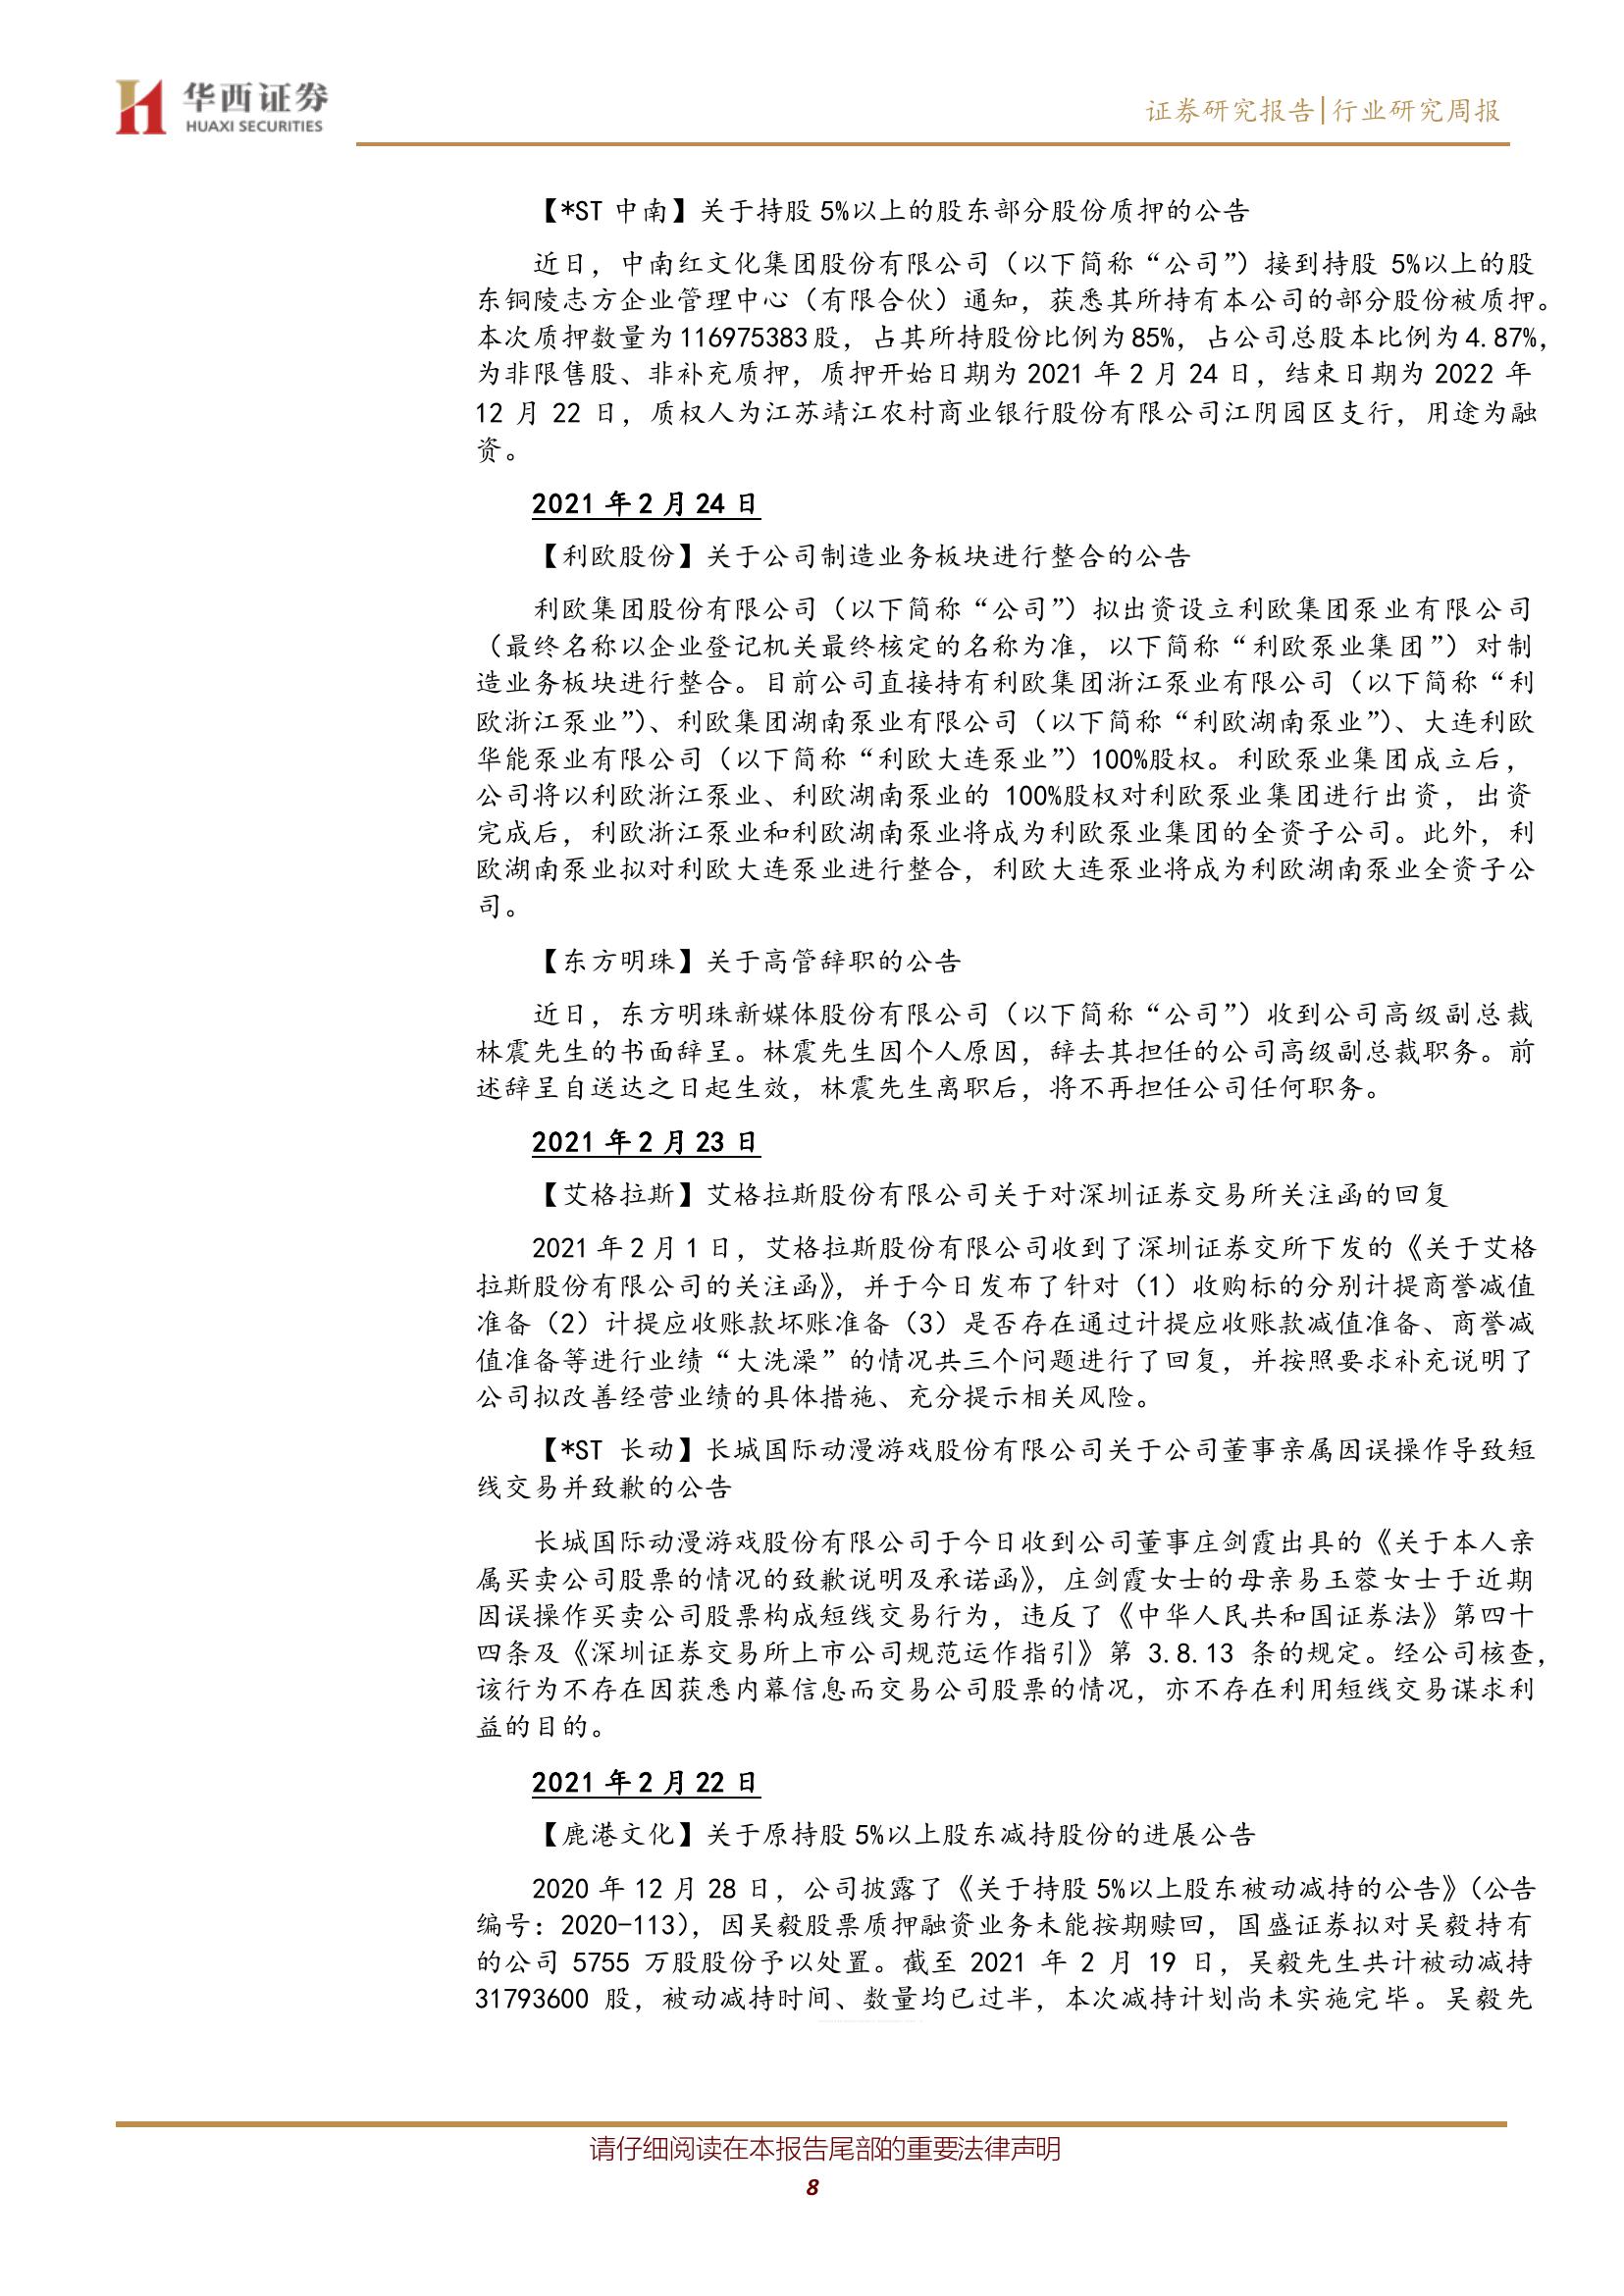 华西证券
HUAXI SECURITIES
证券研究报告|行业研究周报
【*ST 中南】关于持股 5%以上的股东部分股份质押的公告
近日，中南红文化集团股份有限公司（以下简称“公司”）接到持股 5%以上的股
东铜陵志方企业管理中心（有限合伙）通知，获悉其所持有本公司的部分股份被质押。
本次质押数量为 116975383 股，占其所持股份比例为 85%，占公司总股本比例为 4.87%，
为非限售股、非补充质押，质押开始日期为 2021 年 2 月 24 日，结束日期为 2022 年
12 月 22 日，质权人为江苏靖江农村商业银行股份有限公司江阴园区支行，用途为融
资。
2021 年 2 月 24 日
【利欧股份】关于公司制造业务板块进行整合的公告
利欧集团股份有限公司（以下简称“公司”）拟出资设立利欧集团泵业有限公司
（最终名称以企业登记机关最终核定的名称为准，以下简称“利欧泵业集团”）对制
造业务板块进行整合。目前公司直接持有利欧集团浙江泵业有限公司（以下简称“利
欧浙江泵业”）、利欧集团湖南泵业有限公司（以下简称“利欧湖南泵业”）、大连利欧
华能泵业有限公司（以下简称“利欧大连泵业”）100%股权。利欧泵业集团成立后，
公司将以利欧浙江泵业、利欧湖南泵业的 100%股权对利欧泵业集团进行出资，出资
完成后，利欧浙江泵业和利欧湖南泵业将成为利欧泵业集团的全资子公司。此外，利
欧湖南泵业拟对利欧大连泵业进行整合，利欧大连泵业将成为利欧湖南泵业全资子公
司。
【东方明珠】关于高管辞职的公告
近日，东方明珠新媒体股份有限公司（以下简称“公司”）收到公司高级副总裁
林震先生的书面辞呈。林震先生因个人原因，辞去其担任的公司高级副总裁职务。前
述辞呈自送达之日起生效，林震先生离职后，将不再担任公司任何职务。
2021 年 2 月 23 日
【艾格拉斯】艾格拉斯股份有限公司关于对深圳证券交易所关注函的回复
2021 年 2 月 1 日，艾格拉斯股份有限公司收到了深圳证券交所下发的《关于艾格
拉斯股份有限公司的关注函》，并于今日发布了针对（1）收购标的分别计提商誉减值
准备（2）计提应收账款坏账准备（3）是否存在通过计提应收账款减值准备、商誉减
值准备等进行业绩“大洗澡”的情况共三个问题进行了回复，并按照要求补充说明了
公司拟改善经营业绩的具体措施、充分提示相关风险。
【*ST 长动】长城国际动漫游戏股份有限公司关于公司董事亲属因误操作导致短
线交易并致歉的公告
长城国际动漫游戏股份有限公司于今日收到公司董事庄剑霞出具的《关于本人亲
属买卖公司股票的情况的致歉说明及承诺函》，庄剑霞女士的母亲易玉蓉女士于近期
因误操作买卖公司股票构成短线交易行为，违反了《中华人民共和国证券法》第四十
四条及《深圳证券交易所上市公司规范运作指引》第 3.8.13 条的规定。经公司核查，
该行为不存在因获悉内幕信息而交易公司股票的情况，亦不存在利用短线交易谋求利
益的目的。
2021 年 2 月 22 日
【鹿港文化】关于原持股 5%以上股东减持股份的进展公告
2020 年 12 月 28 日，公司披露了《关于持股 5%以上股东被动减持的公告》（公告
编号：2020-113），因吴毅股票质押融资业务未能按期赎回，国盛证券拟对吴毅持有
的公司 5755 万股股份予以处置。截至 2021 年 2 月 19 日，吴毅先生共计被动减持
31793600 股，被动减持时间、数量均已过半，本次减持计划尚未实施完毕。吴毅先
请仔细阅读在本报告尾部的重要法律声明
8